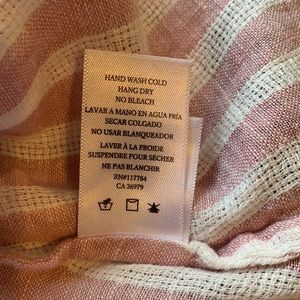 HAND WASH COLD
HANG DRY
NO BLEACH
LAVAR A MANO EN AGUA FRÍA
SECAR COLGADO
NO USAR BLANQUEADOR
LAVER À LA FROIDE
SUSPENDRE POUR SÉCHER
NE PAS BLANCHIR
RN#117784
CA 36979